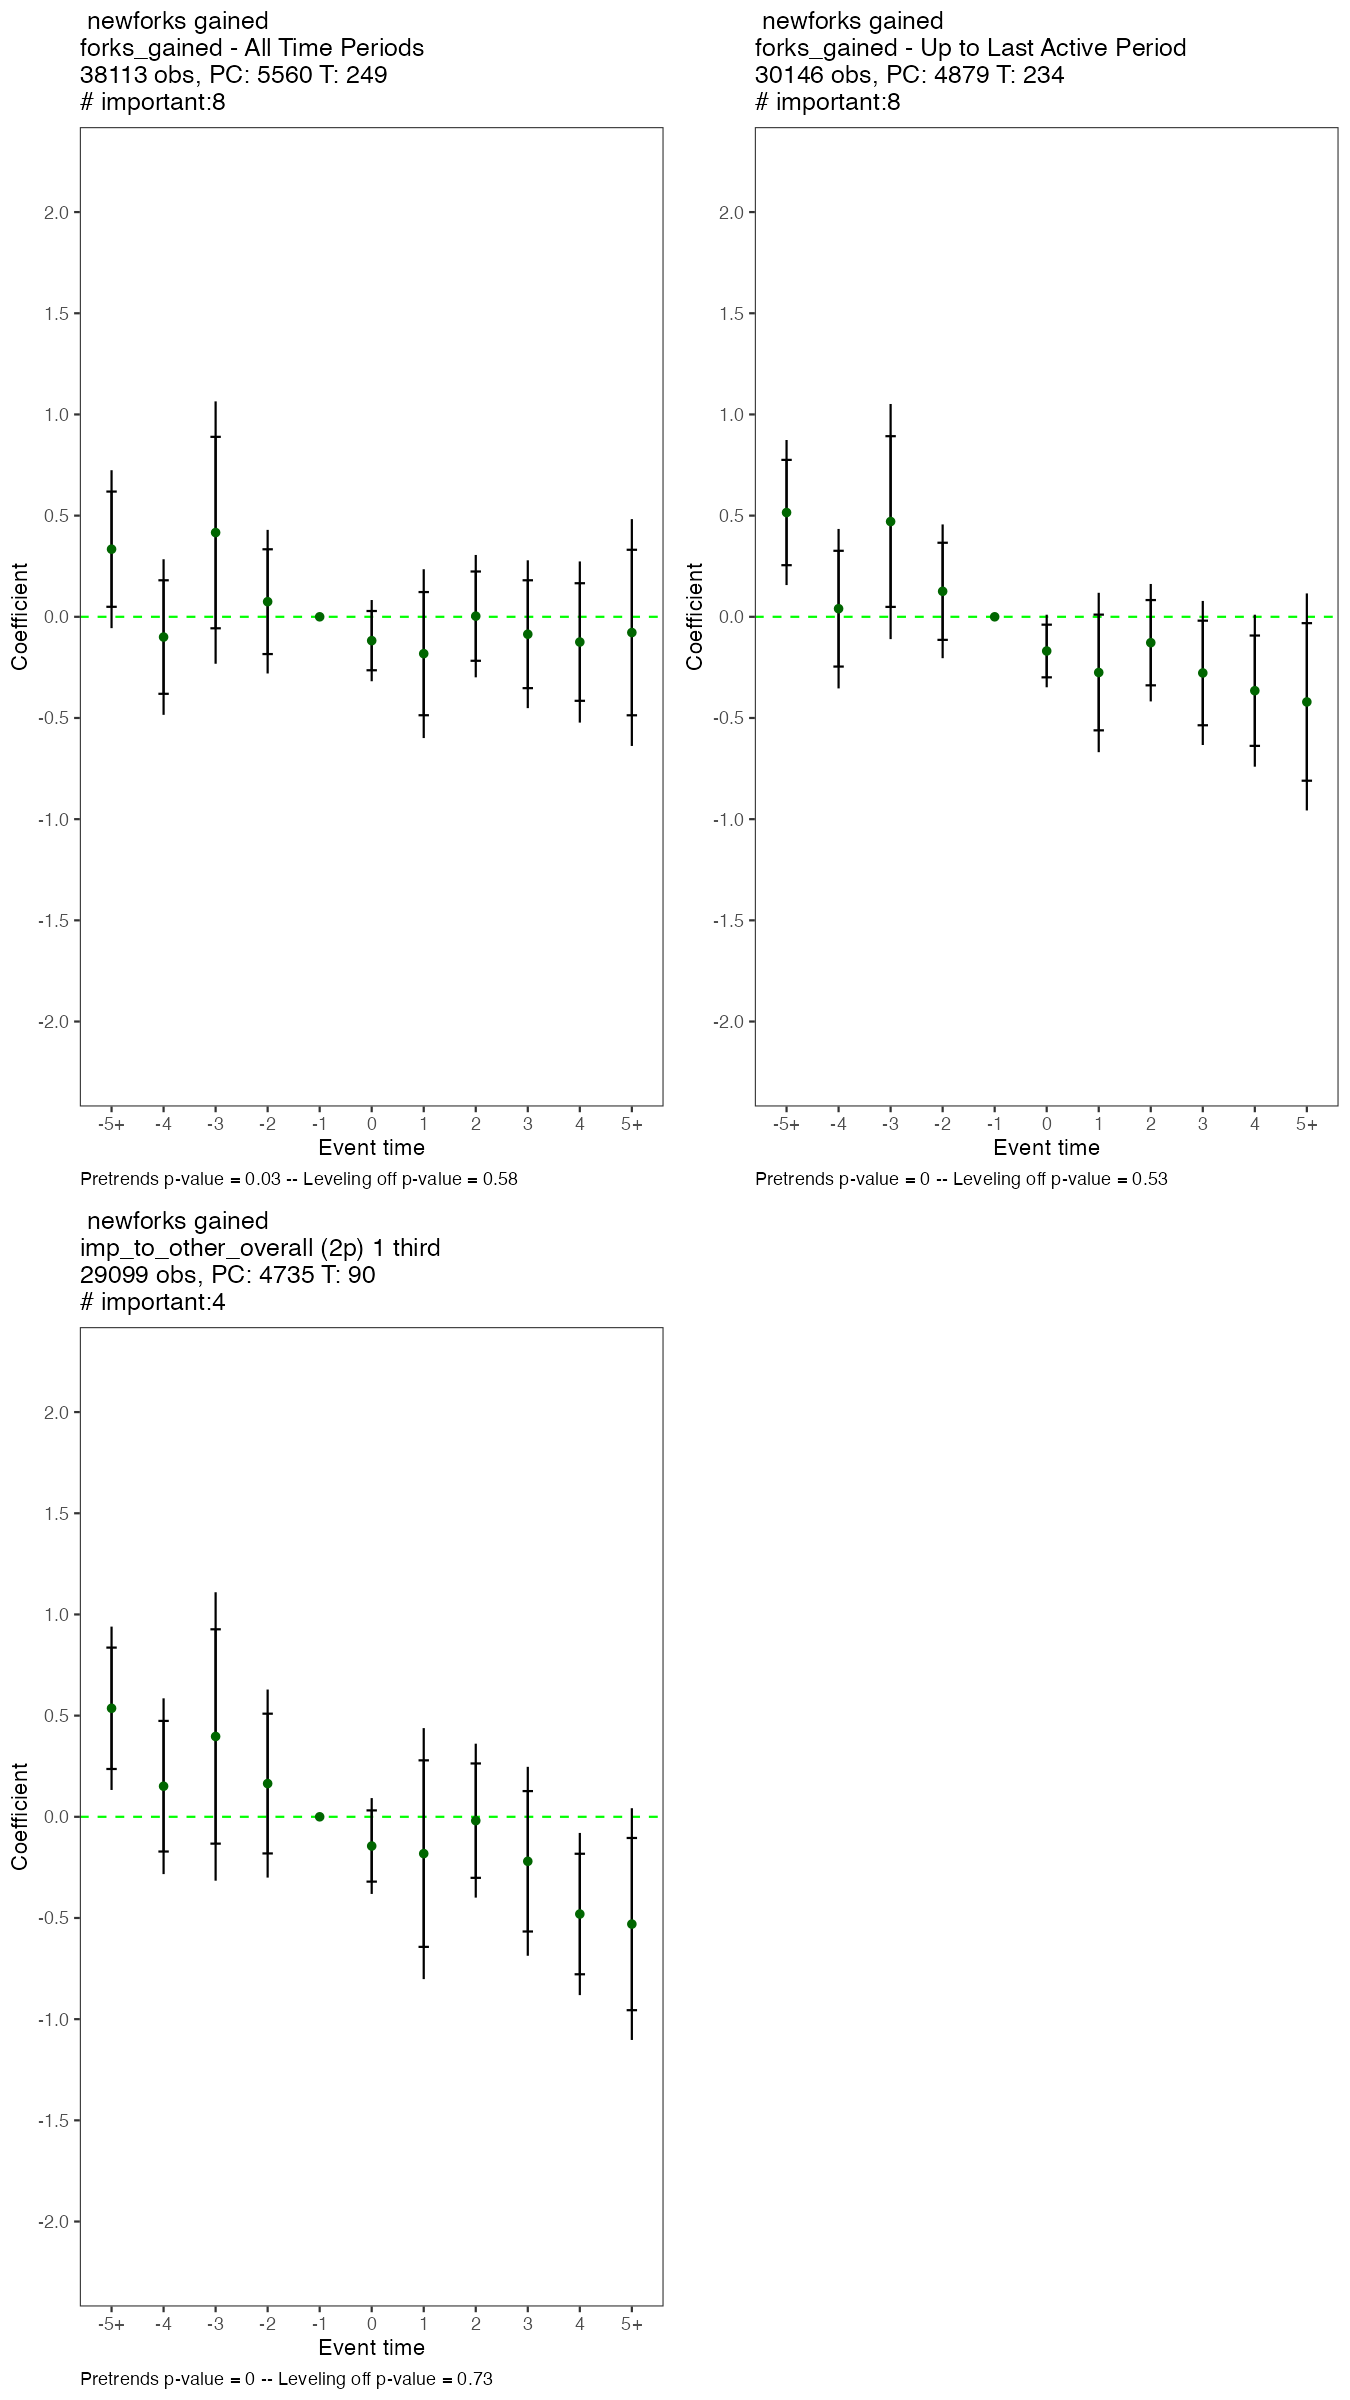 newforks gained
forks_gained - All Time Periods
38113 obs, PC: 5560 T: 249
# important:8
Coefficient
2.0
1.5
1.0
0.5
0.0
-0.5
-1.0
-1.5
-2.0
-5+ -4 -3 -2 -1 0 1 2 3 4 5+
Event time
Pretrends p-value = 0.03 -- Leveling off p-value = 0.58
newforks gained
forks_gained - Up to Last Active Period
30146 obs, PC: 4879 T: 234
# important:8
Coefficient
2.0
1.5
1.0
0.5
0.0
-0.5
-1.0
-1.5
-2.0
-5+ -4 -3 -2 -1 0 1 2 3 4 5+
Event time
Pretrends p-value = 0 -- Leveling off p-value = 0.53
newforks gained
imp_to_other_overall (2p) 1 third
29099 obs, PC: 4735 T: 90
# important:4
Coefficient
2.0
1.5
1.0
0.5
0.0
-0.5
-1.0
-1.5
-2.0
-5+ -4 -3 -2 -1 0 1 2 3 4 5+
Event time
Pretrends p-value = 0 -- Leveling off p-value = 0.73